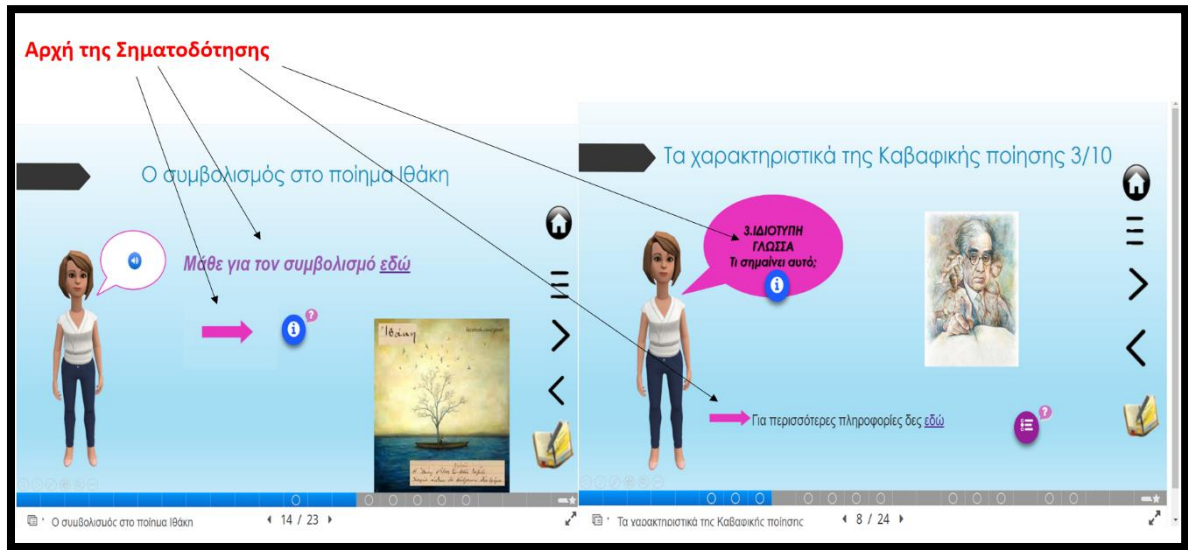 Αρχή της Σηματοδότησης
Ο συμβολισμός στο ποίημα Ιθάκη
Μάθε για τον συμβολισμό εδώ
Ἰθάκη
Ο συμβολισμός στο ποίημα Ιθάκη
14 / 23
Τα χαρακτηριστικά της Καβαφικής ποίησης 3/10
3.ΙΔΙΟΤΥΠΗ
ΓΛΩΣΣΑ
Τι σημαίνει αυτό;
Για περισσότερες πληροφορίες δες εδώ
Τα χαρακτηριστικά της Καβαφικής ποίησης
8 / 24